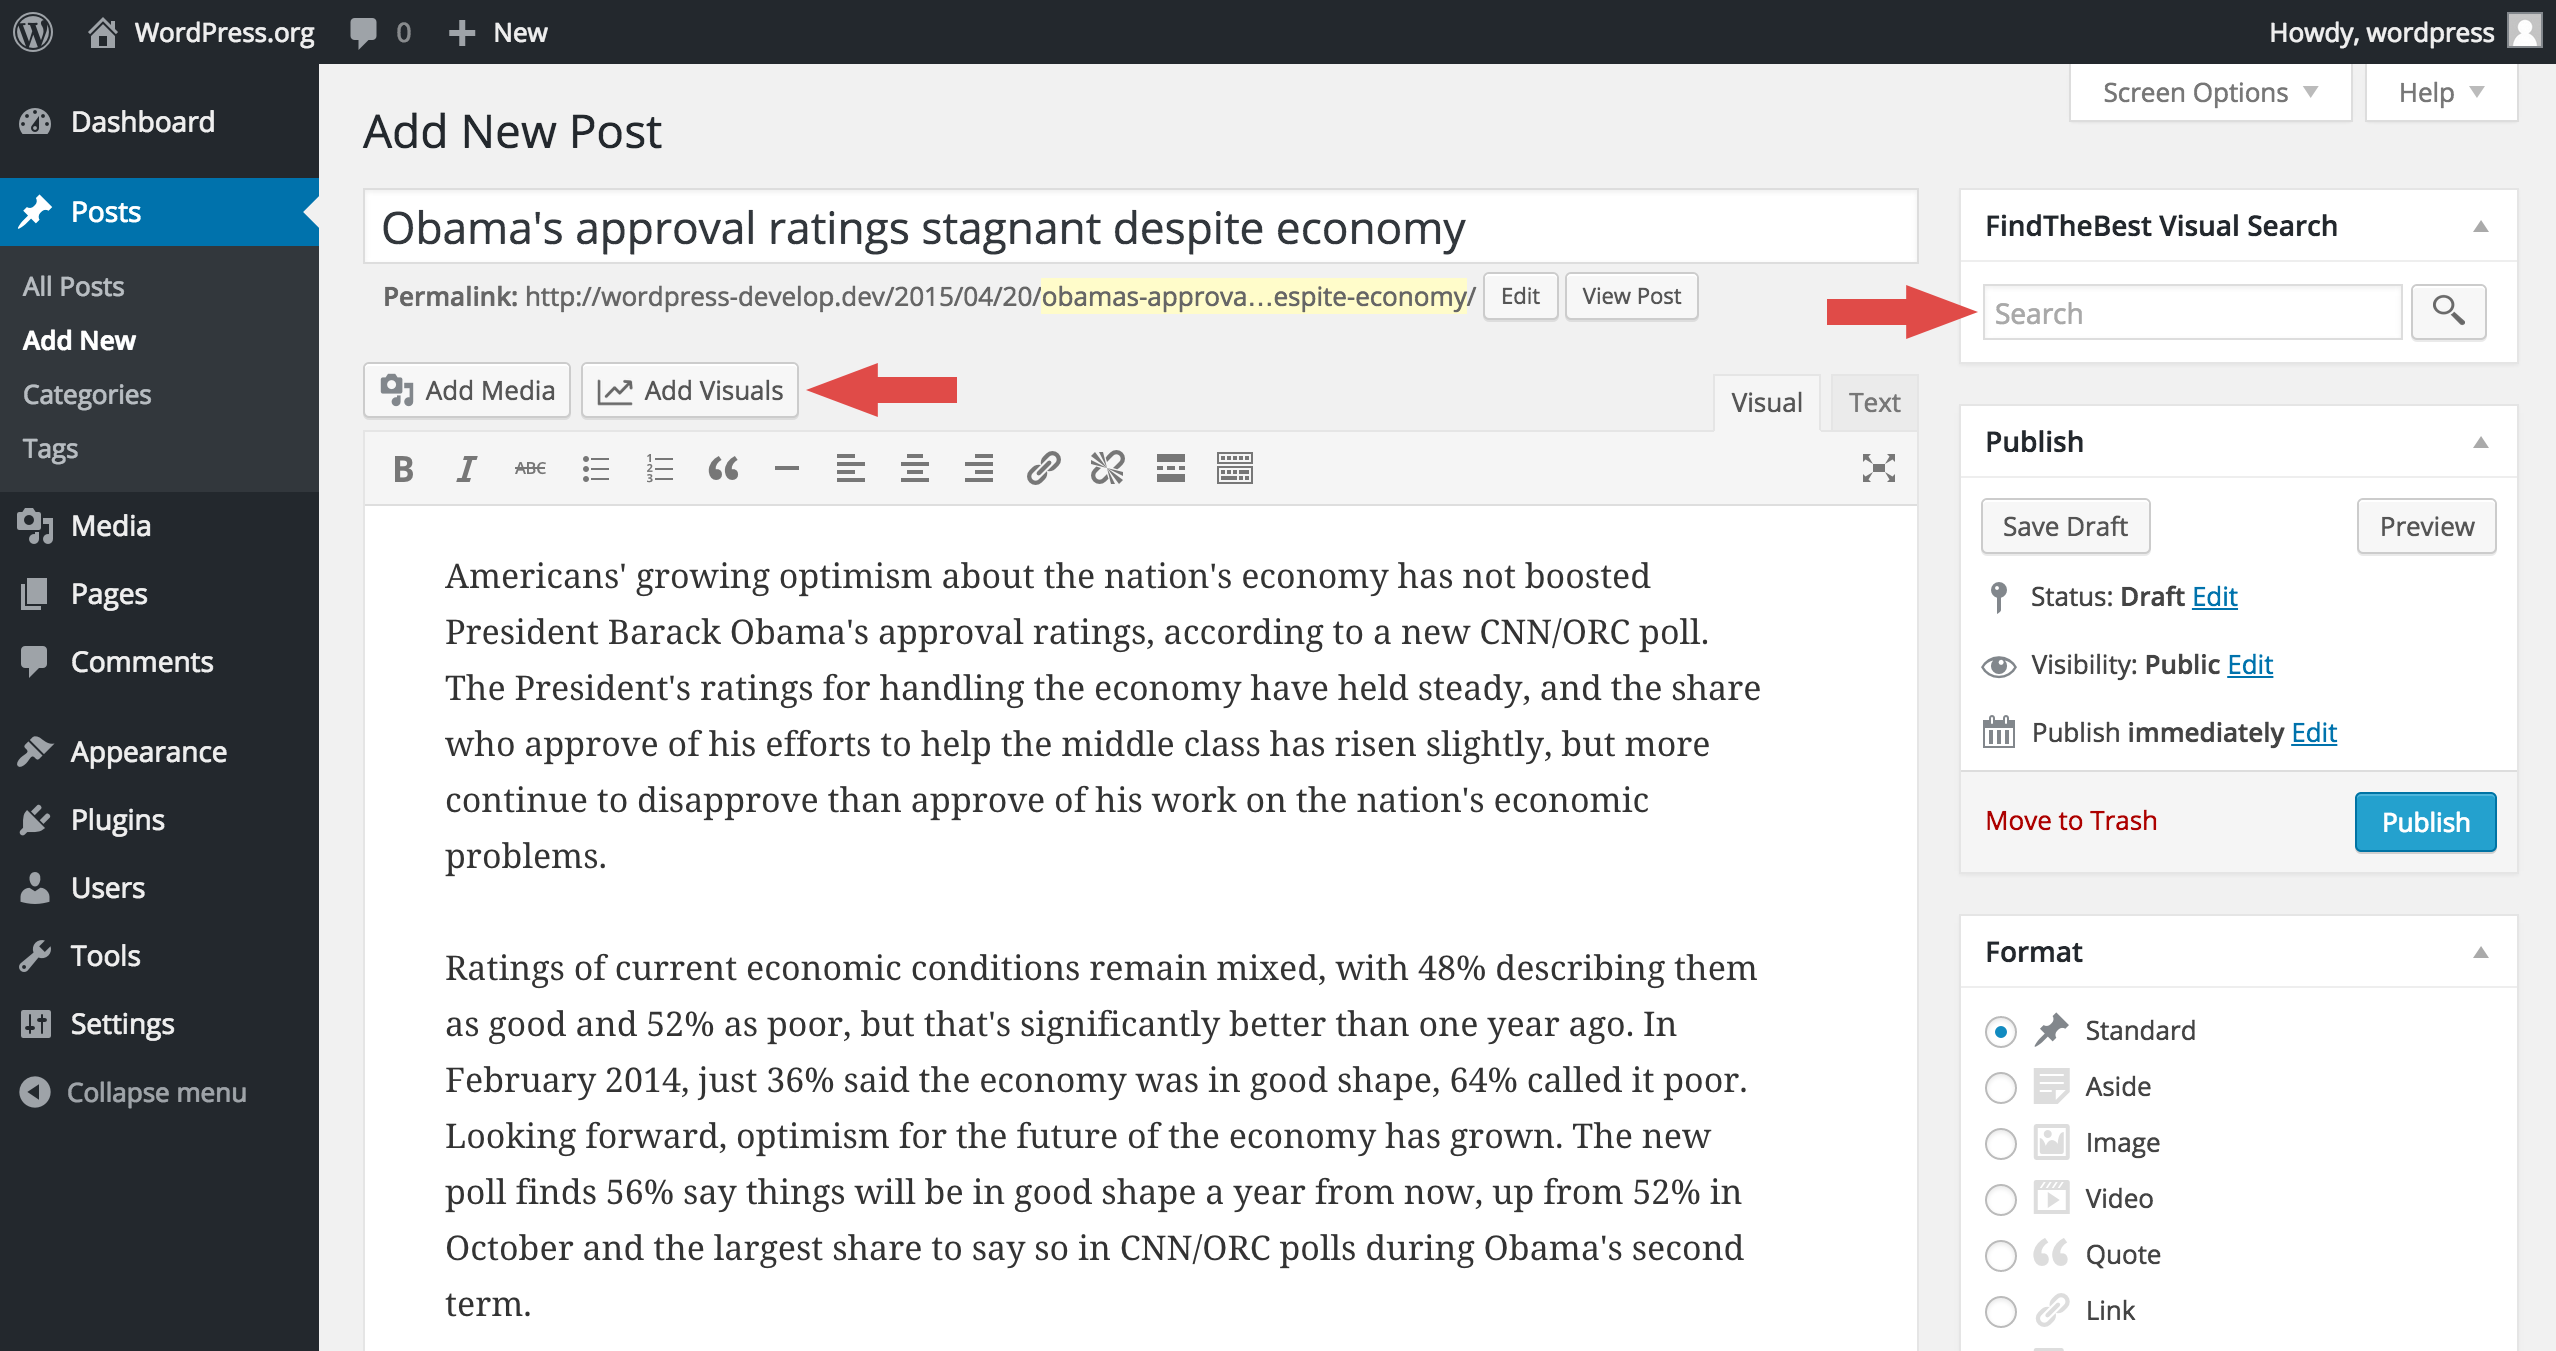 WordPress.org
0
New
Howdy, wordpress
Dashboard
Posts
All Posts
Add New
Categories
Tags
Media
Pages
Comments
Appearance
Plugins
Users
Tools
Settings
Collapse menu
Screen Options
Help
Add New Post
Obama's approval ratings stagnant despite economy
Permalink: http://wordpress-develop.dev/2015/04/20/obamas-approva…espite-economy/ Edit View Post
Add Media
Add Visuals
Visual
Text
B I ABC
Americans' growing optimism about the nation's economy has not boosted
President Barack Obama's approval ratings, according to a new CNN/ORC poll.
The President's ratings for handling the economy have held steady, and the share
who approve of his efforts to help the middle class has risen slightly, but more
continue to disapprove than approve of his work on the nation's economic
problems.
Ratings of current economic conditions remain mixed, with 48% describing them
as good and 52% as poor, but that's significantly better than one year ago. In
February 2014, just 36% said the economy was in good shape, 64% called it poor.
Looking forward, optimism for the future of the economy has grown. The new
poll finds 56% say things will be in good shape a year from now, up from 52% in
October and the largest share to say so in CNN/ORC polls during Obama's second
term.
FindTheBest Visual Search
Search
Publish
Save Draft
Preview
Status: Draft Edit
Visibility: Public Edit
Publish immediately Edit
Move to Trash
Publish
Format
Standard
Aside
Image
Video
Quote
Link